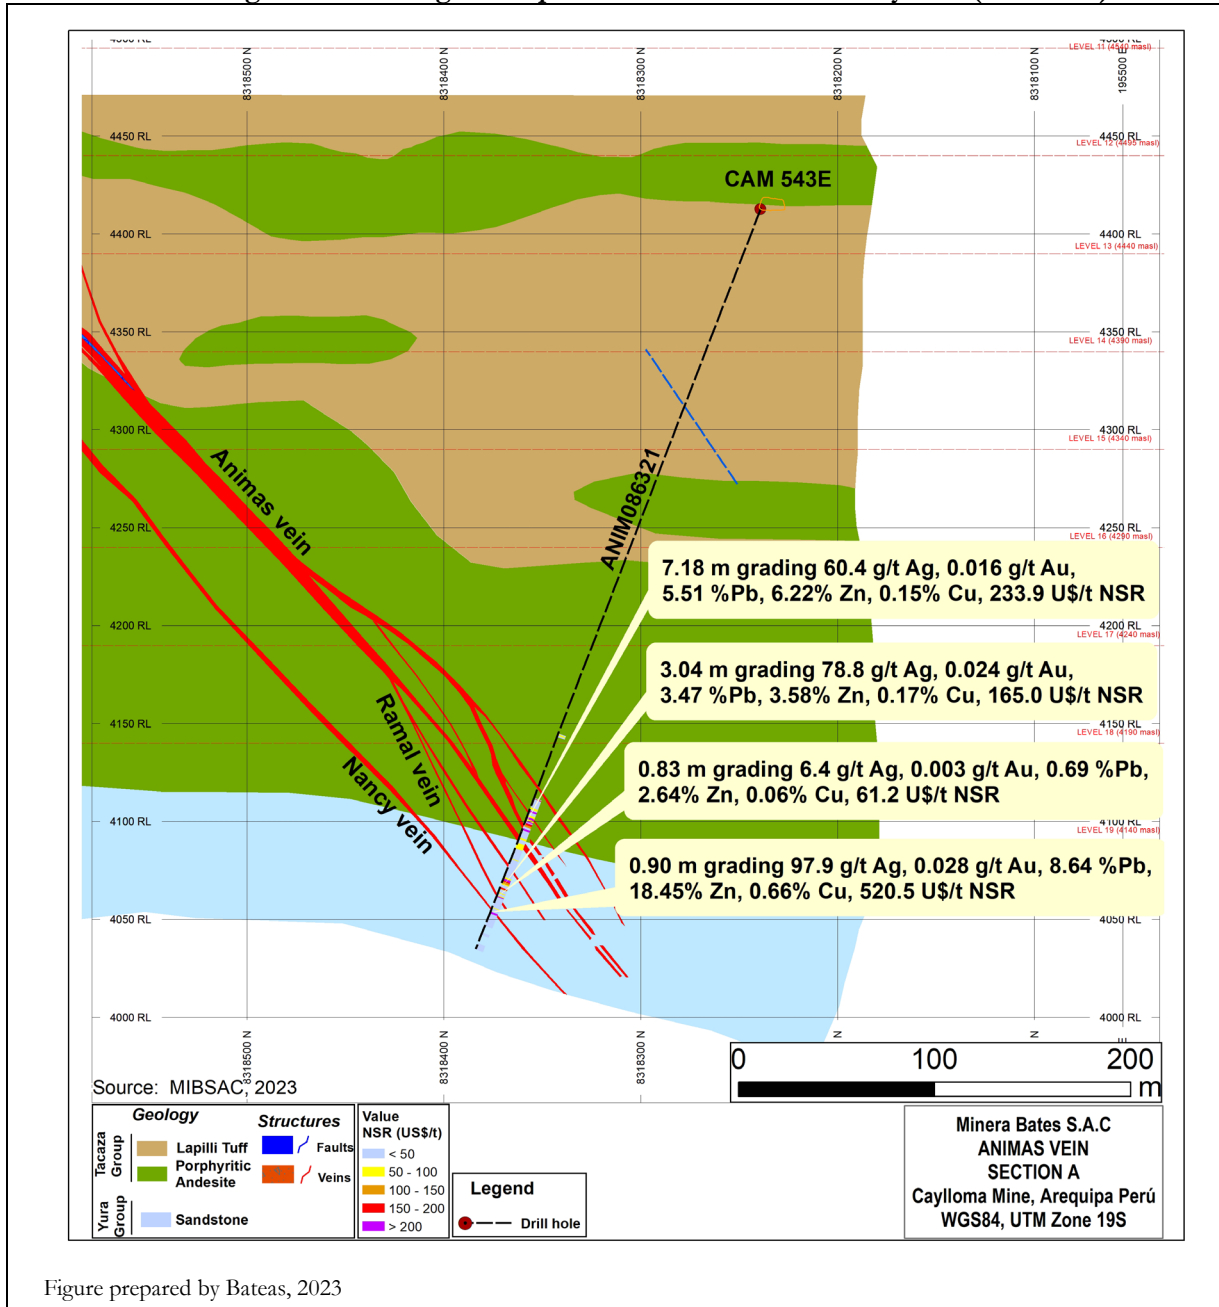 LEVEL 11 (4540 masl)
8318500 N
8318400 N
8318300 N
8318200 N
8318100 N
195500 E
4450 RL
4450 RL
LEVEL 12 (4495 masl)
CAM 543E
4400 RL
4400 RL
LEVEL 13 (4440 masl)
4350 RL
4350 RL
LEVEL 14 (4390 masl)
4300 RL
4300 RL
LEVEL 15 (4340 masl)
Animas vein
ANIM086321
4250 RL
4250 RL
LEVEL 16 (4290 masl)
7.18 m grading 60.4 g/t Ag, 0.016 g/t Au,
5.51 %Pb, 6.22% Zn, 0.15% Cu, 233.9 U$/t NSR
4200 RL
4200 RL
LEVEL 17 (4240 masl)
3.04 m grading 78.8 g/t Ag, 0.024 g/t Au,
3.47 %Pb, 3.58% Zn, 0.17% Cu, 165.0 U$/t NSR
Ramal vein
4150 RL
4150 RL
LEVEL 18 (4190 masl)
Nancy vein
0.83 m grading 6.4 g/t Ag, 0.003 g/t Au, 0.69 %Pb,
2.64% Zn, 0.06% Cu, 61.2 U$/t NSR
4100 RL
4100 RL
LEVEL 19 (4140 masl)
0.90 m grading 97.9 g/t Ag, 0.028 g/t Au, 8.64 %Pb,
18.45% Zn, 0.66% Cu, 520.5 U$/t NSR
4050 RL
4050 RL
4000 RL
4000 RL
8318500 N
8318400 N
8318300 N
N
N
0 100 200
m
Source: MIBSAC, 2023
Geology
Structures
Tacaza
Group
Lapilli Tuff
Porphyritic
Andesite
Faults
Veins
Yura
Group
Sandstone
Value
NSR (US$/t)
< 50
50 - 100
100 - 150
150 - 200
> 200
Legend
Drill hole
Minera Bates S.A.C
ANIMAS VEIN
SECTION A
Caylloma Mine, Arequipa Perú
WGS84, UTM Zone 19S
Figure prepared by Bateas, 2023